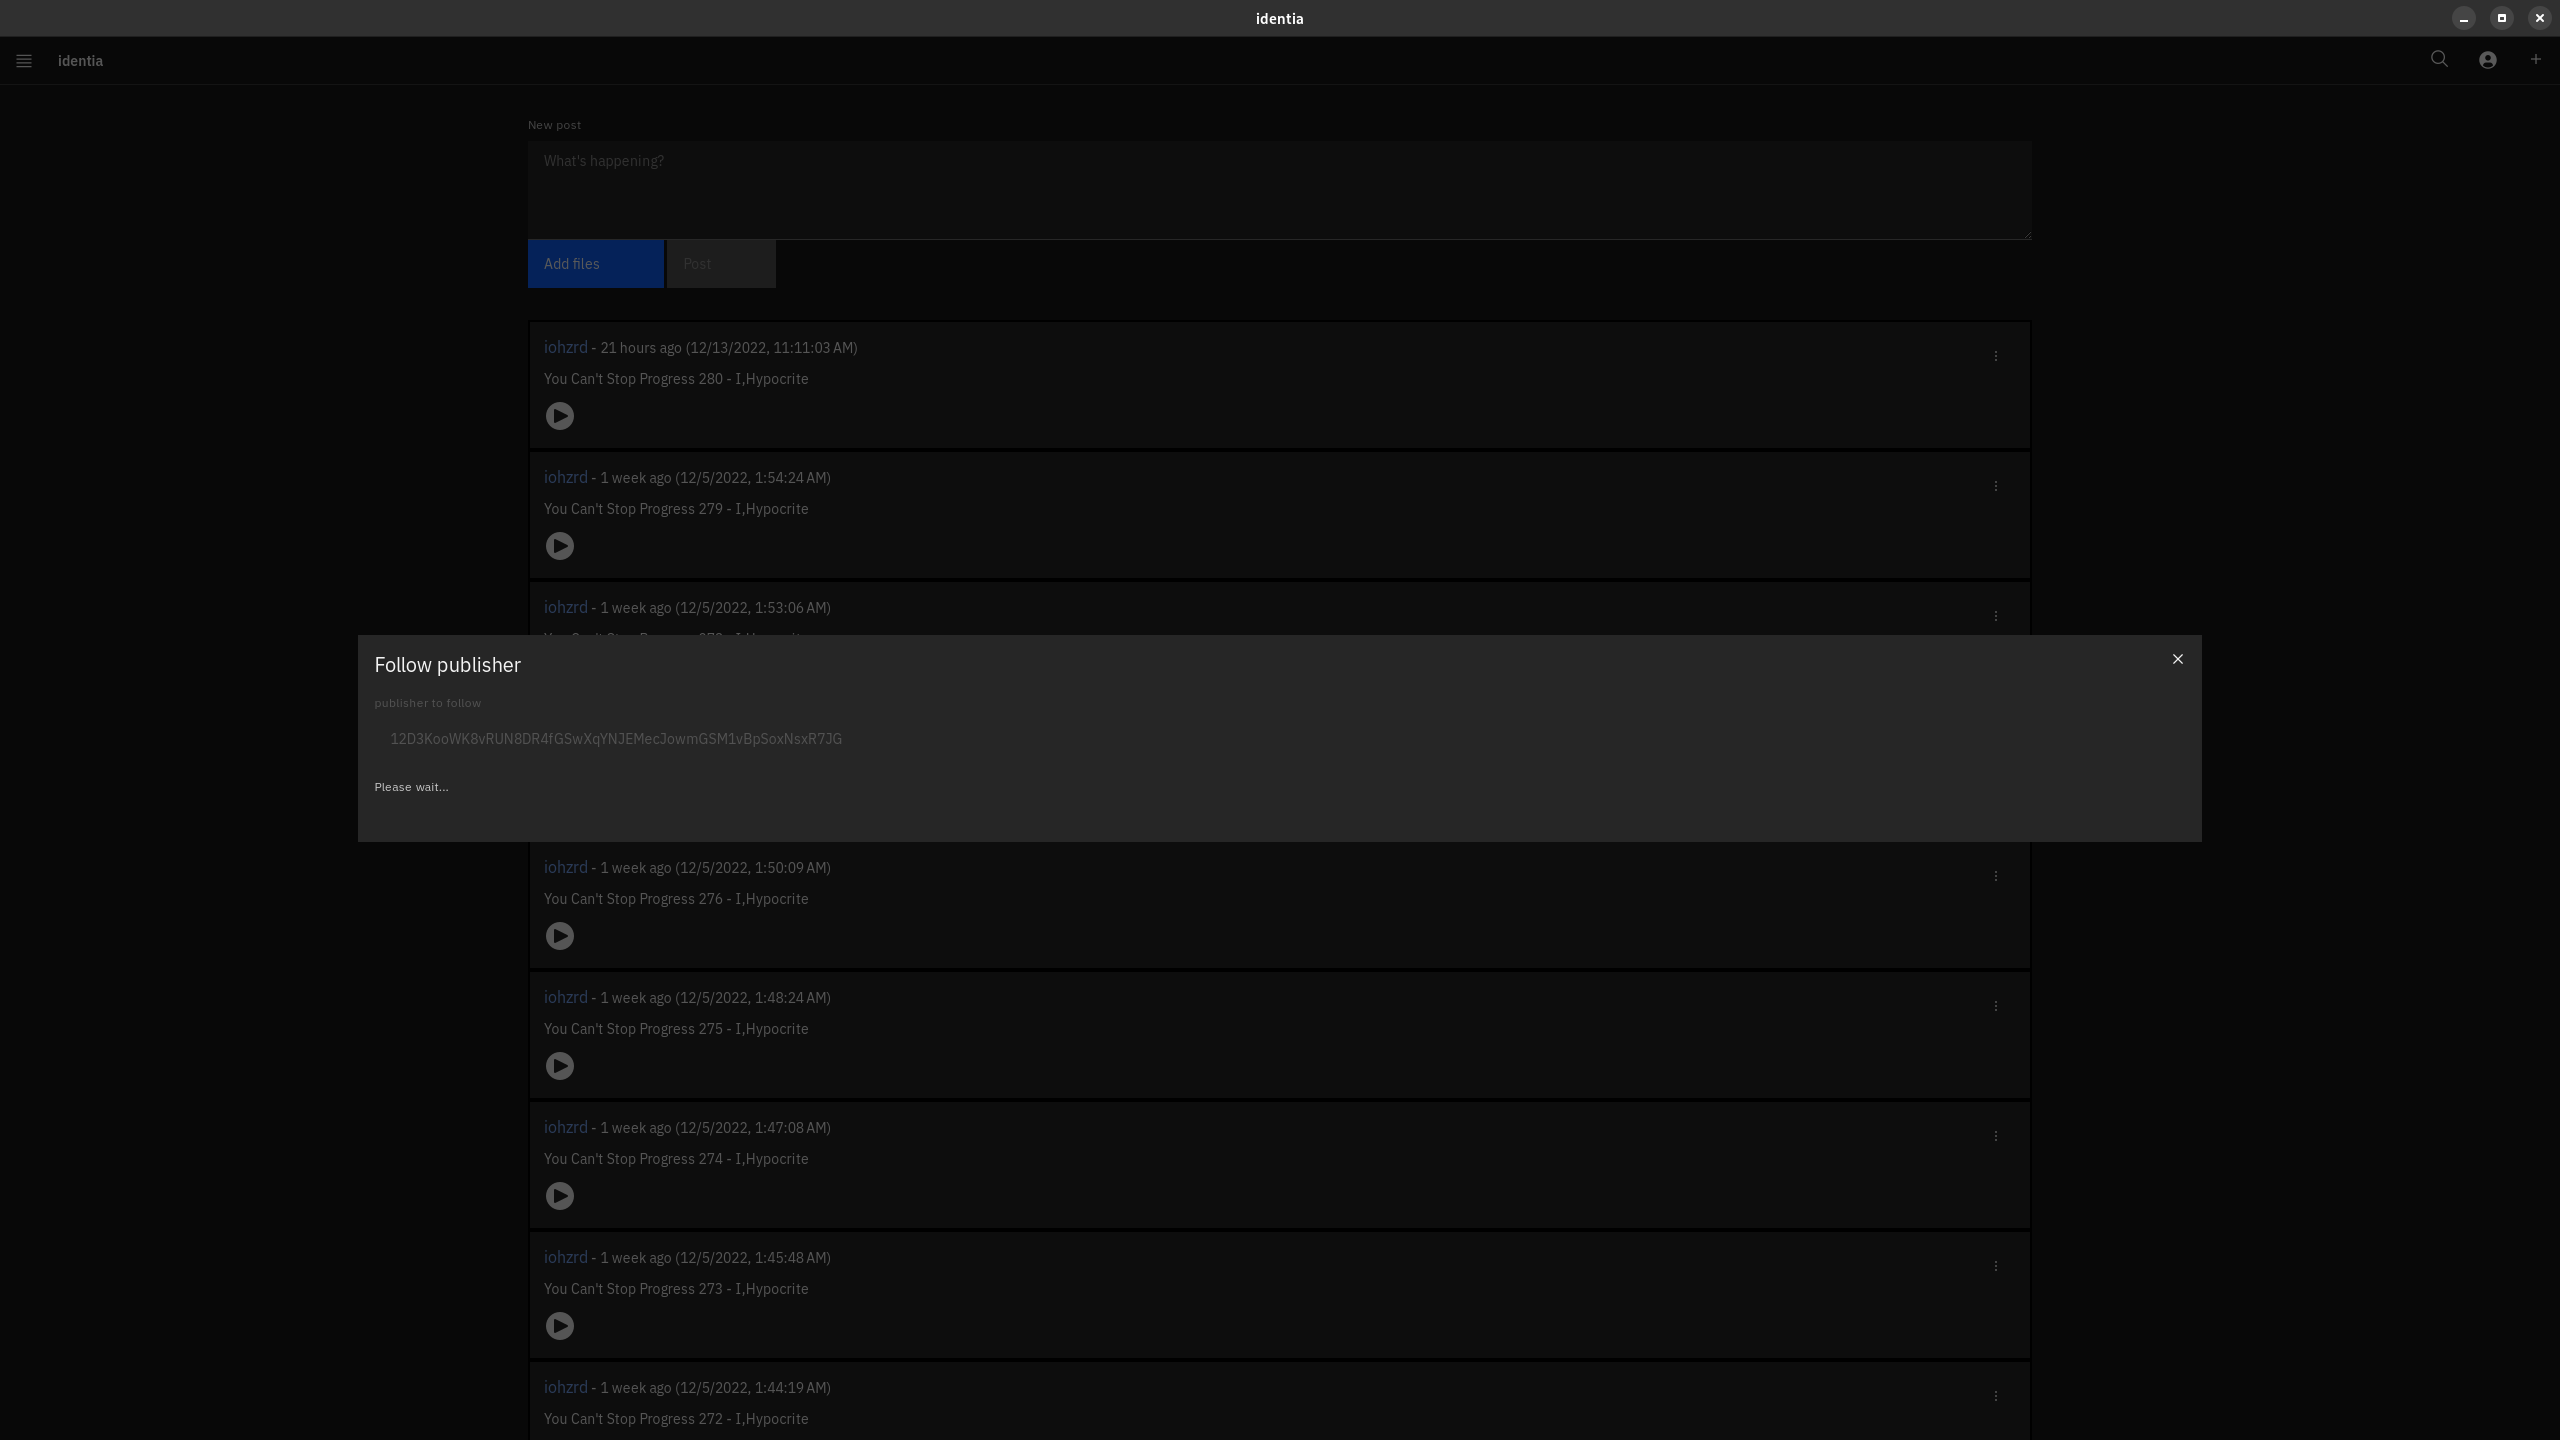 identia
identia
New post
What's happening?
Add files
Post
iohzrd - 21 hours ago (12/13/2022, 11:11:03 AM)
You Can't Stop Progress 280 - I,Hypocrite
iohzrd - 1 week ago (12/5/2022, 1:54:24 AM)
You Can't Stop Progress 279 - I,Hypocrite
iohzrd - 1 week ago (12/5/2022, 1:53:06 AM)
Follow publisher
publisher to follow
12D3KooWK8vRUN8DR4fGSwXqYNJEMecJowmGSM1vBpSoxNsxR7JG
Please wait...
iohzrd - 1 week ago (12/5/2022, 1:50:09 AM)
You Can't Stop Progress 276 - I,Hypocrite
iohzrd - 1 week ago (12/5/2022, 1:48:24 AM)
You Can't Stop Progress 275 - I,Hypocrite
iohzrd - 1 week ago (12/5/2022, 1:47:08 AM)
You Can't Stop Progress 274 - I,Hypocrite
iohzrd - 1 week ago (12/5/2022, 1:45:48 AM)
You Can't Stop Progress 273 - I,Hypocrite
iohzrd - 1 week ago (12/5/2022, 1:44:19 AM)
You Can't Stop Progress 272 - I,Hypocrite